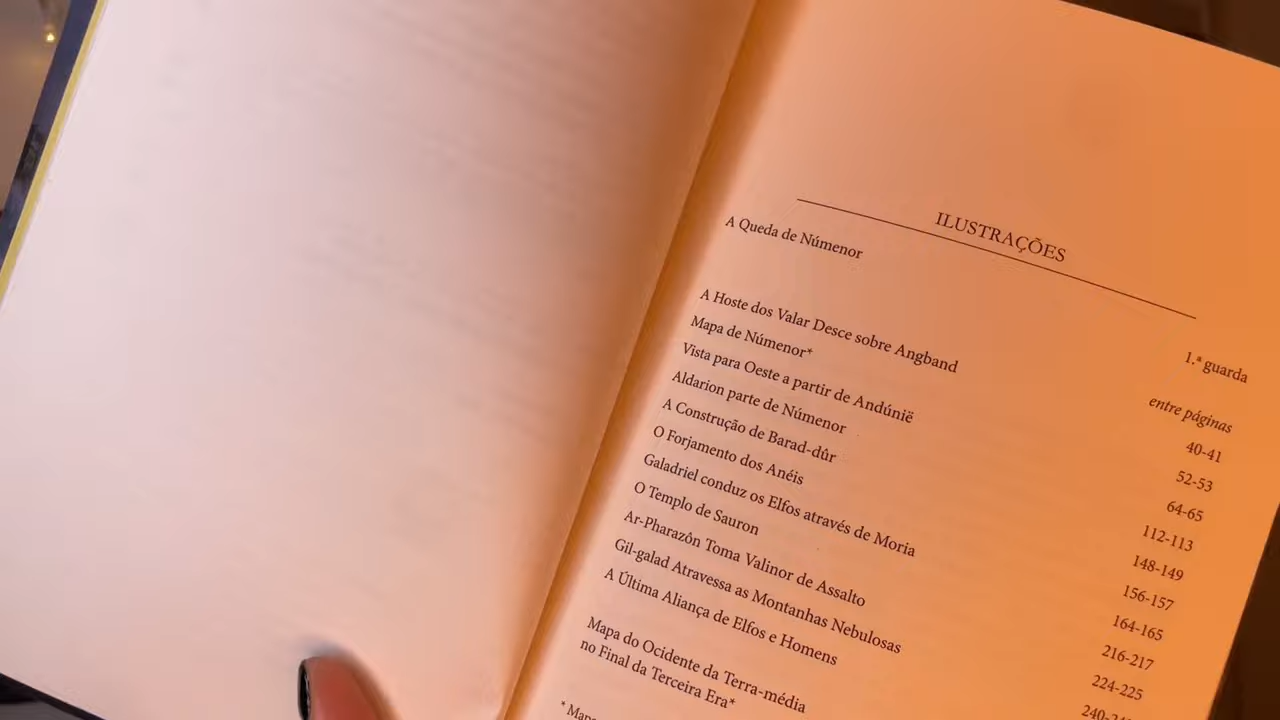 ILUSTRAÇÕES
A Queda de Númenor 1.ª guarda
entre páginas
A Hoste dos Valar Desce sobre Angband 40-41
Mapa de Númenor* 52-53
Vista para Oeste a partir de Andúnië 64-65
Aldarion parte de Númenor 112-113
A Construção de Barad-dûr 148-149
O Forjamento dos Anéis 156-157
Galadriel conduz os Elfos através de Moria 164-165
O Templo de Sauron 216-217
Ar-Pharazôn Toma Valinor de Assalto 224-225
Gil-galad Atravessa as Montanhas Nebulosas
A Última Aliança de Elfos e Homens
Mapa do Ocidente da Terra-média
no Final da Terceira Era*